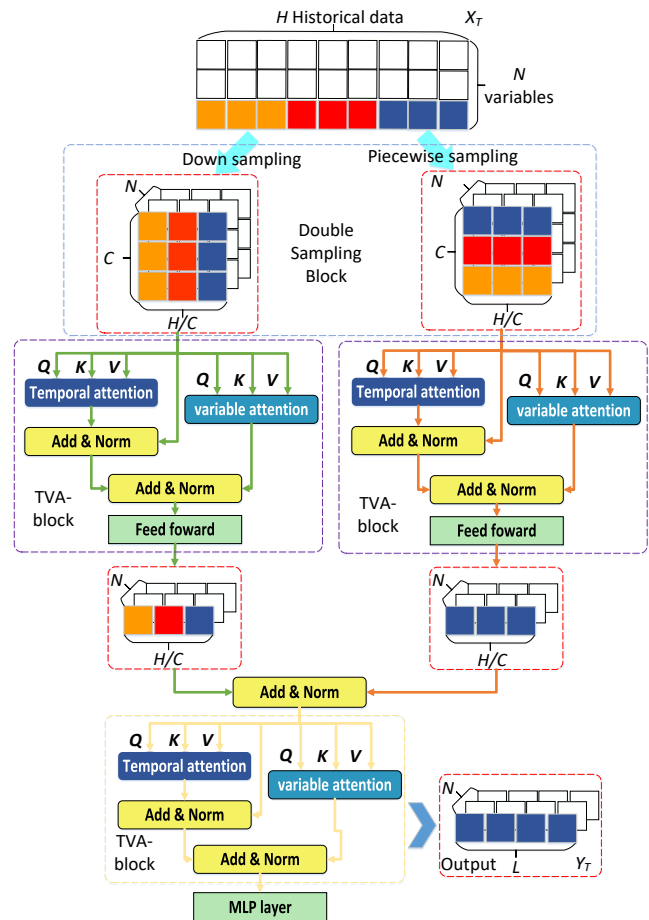 H Historical data
X_T
N
variables
Down sampling
Piecewise sampling
N
C
H/C
Double
Sampling
Block
N
C
H/C
Q K V
Temporal attention
Q K V
variable attention
Add & Norm
Add & Norm
TVA-
block
Feed foward
Q K V
Temporal attention
Q K V
variable attention
Add & Norm
Add & Norm
TVA-
block
Feed foward
N
H/C
N
H/C
Add & Norm
Q K V
Temporal attention
Q K V
variable attention
Add & Norm
TVA-
block
Add & Norm
MLP layer
N
Output
L
Y_T